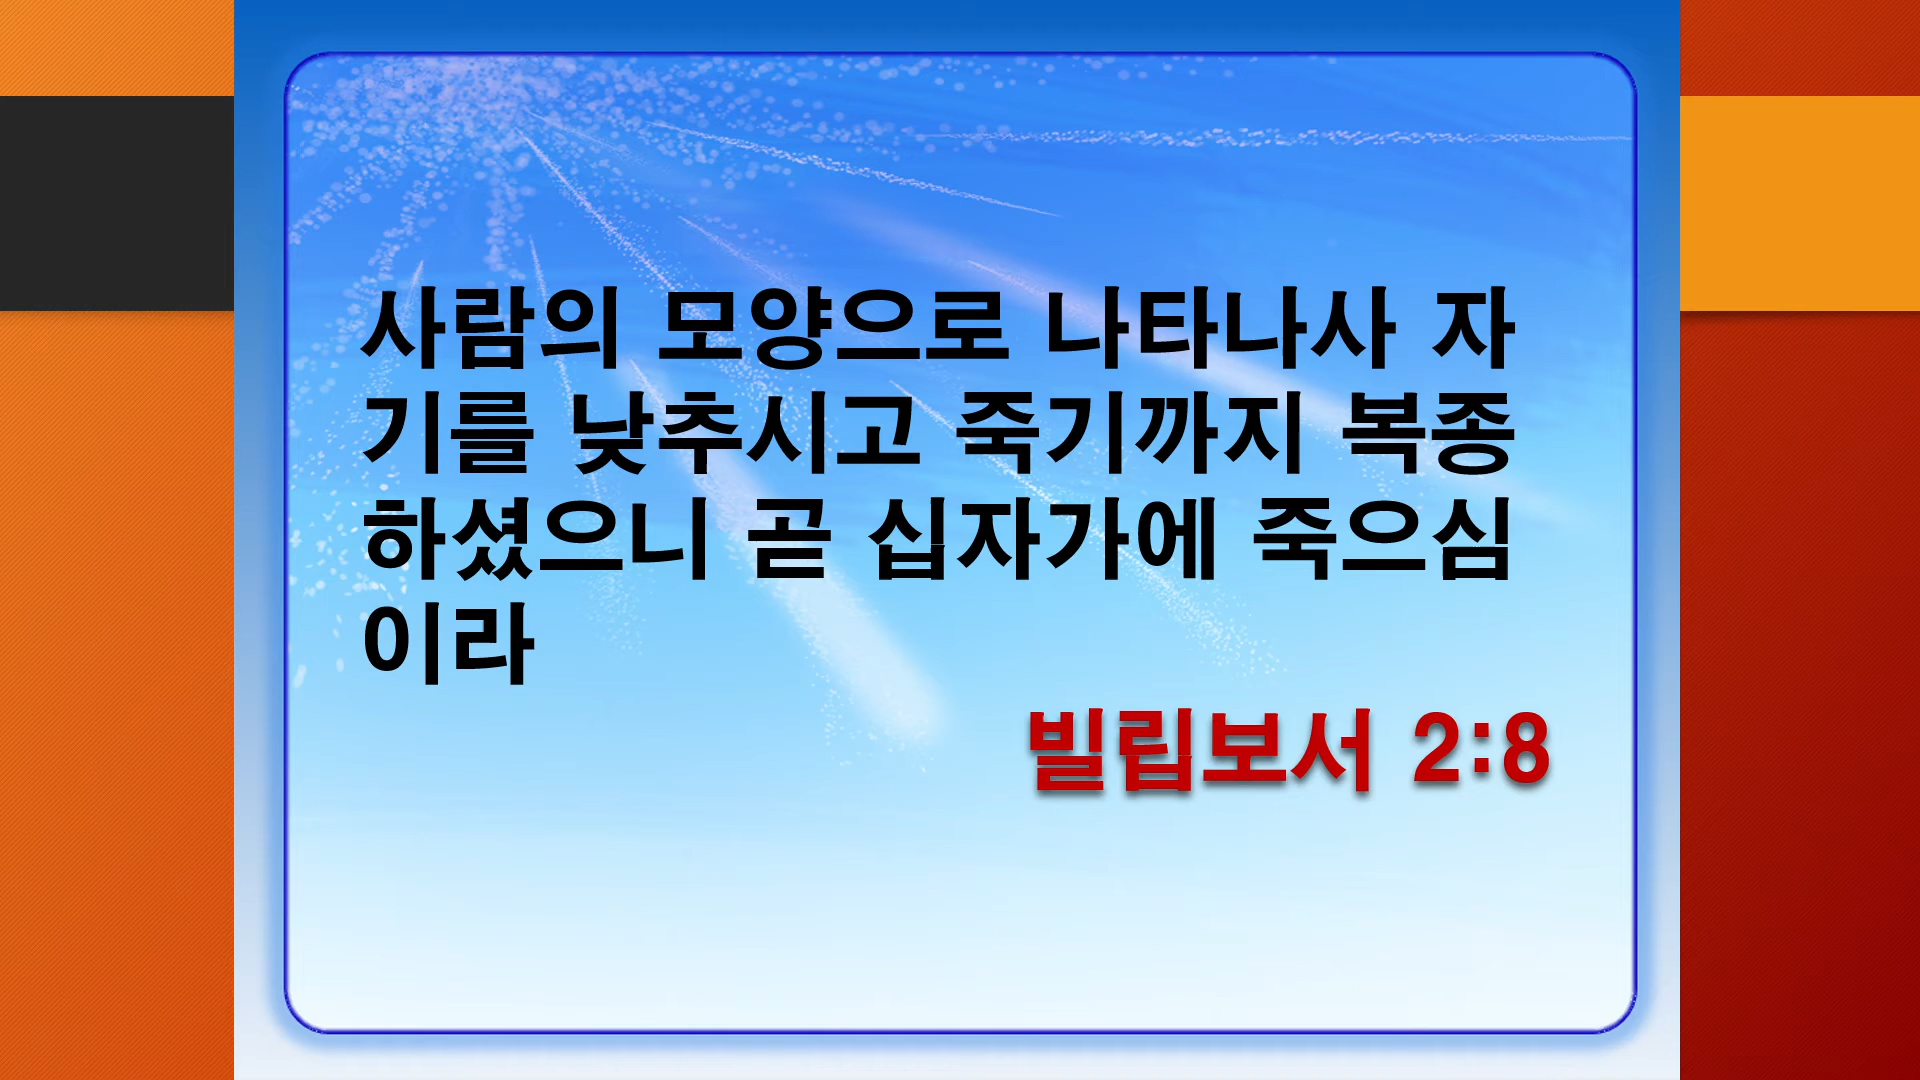 사람의 모양으로 나타나사 자
기를 낮추시고 죽기까지 복종
하셨으니 곧 십자가에 죽으심
이라
빌립보서 2:8